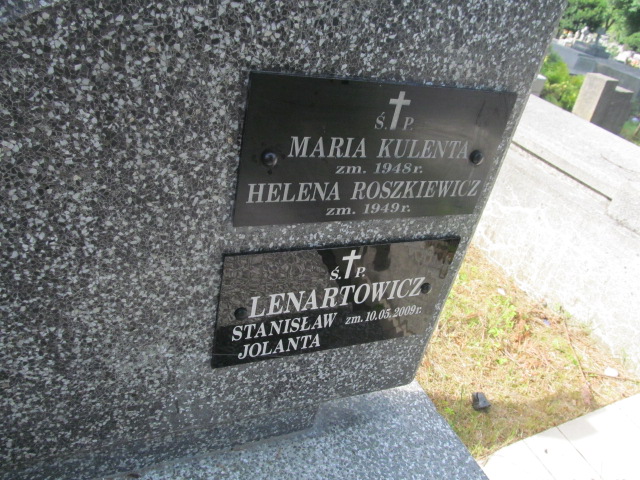 Ś. P.
MARIA KULENTA
zm. 1948r.
HELENA ROSZKIEWICZ
zm. 1949r.
Ś. P.
LENARTOWICZ
STANISŁAW zm. 10.05.2009r.
JOLANTA